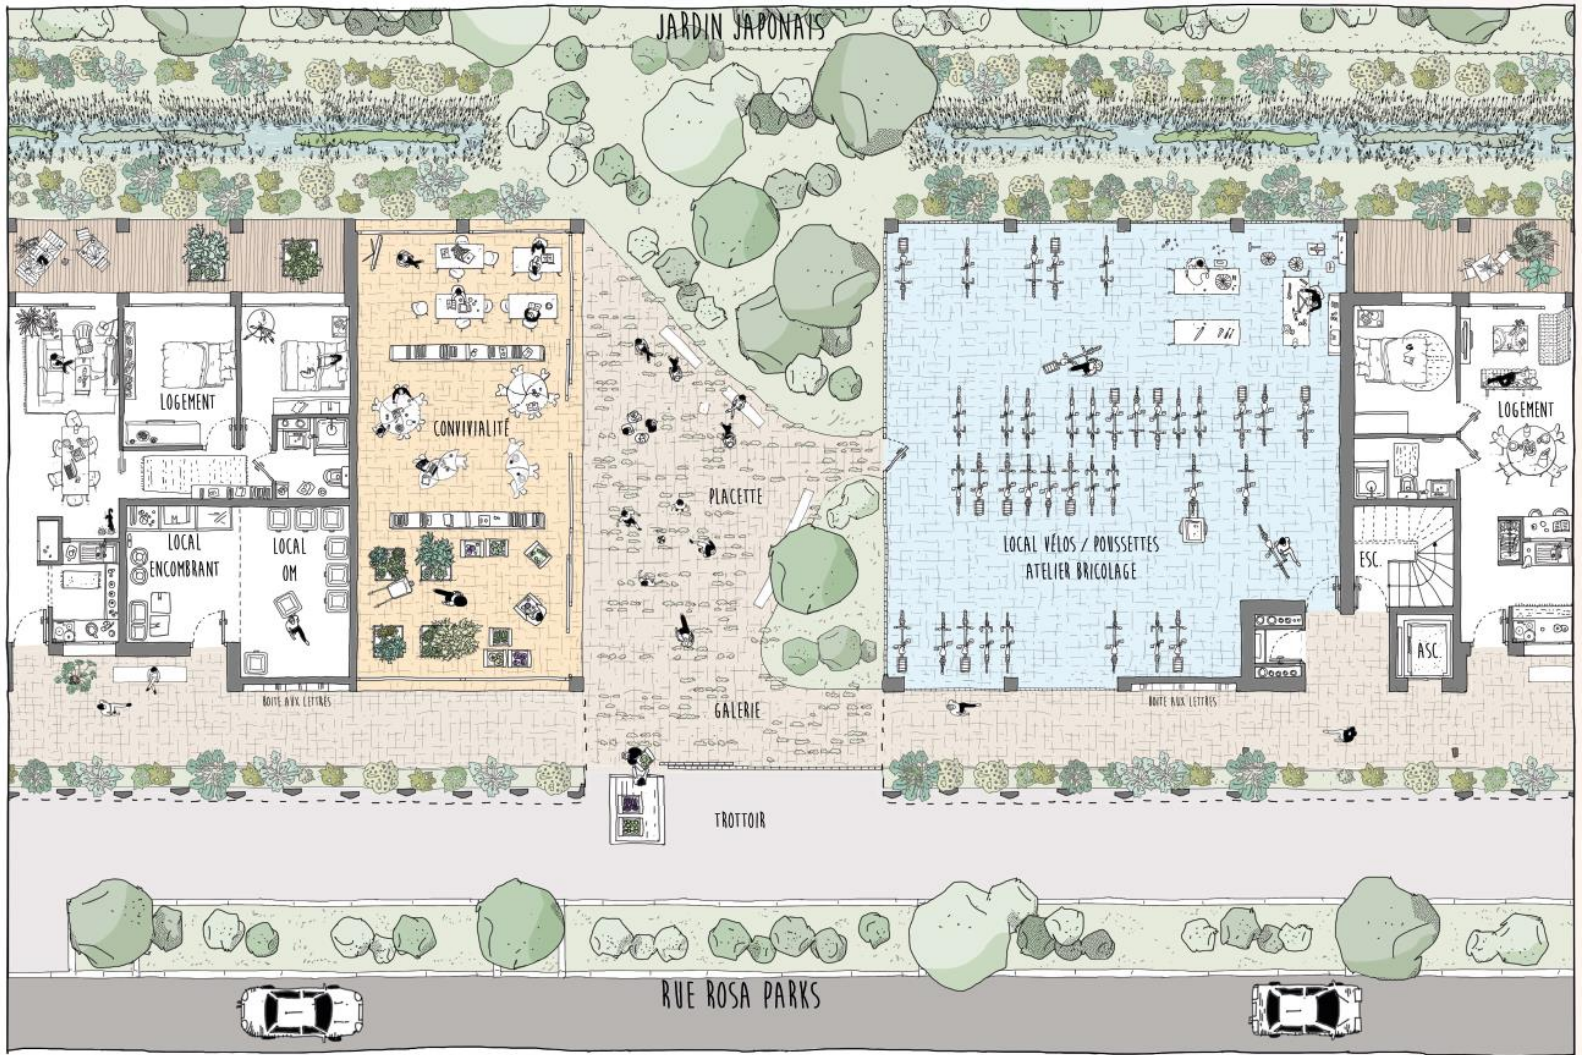 JARDIN JAPONAIS
LOGEMENT
CONVIVIALITÉ
LOGEMENT
PLACETTE
LOCAL
ENCOMBRANT
LOCAL
OM
LOCAL VÉLOS / POUSSETTES
ATELIER BRICOLAGE
ESC.
ASC.
BOITE AUX LETTRES
GALERIE
BOITE AUX LETTRES
TROTTOIR
RUE ROSA PARKS